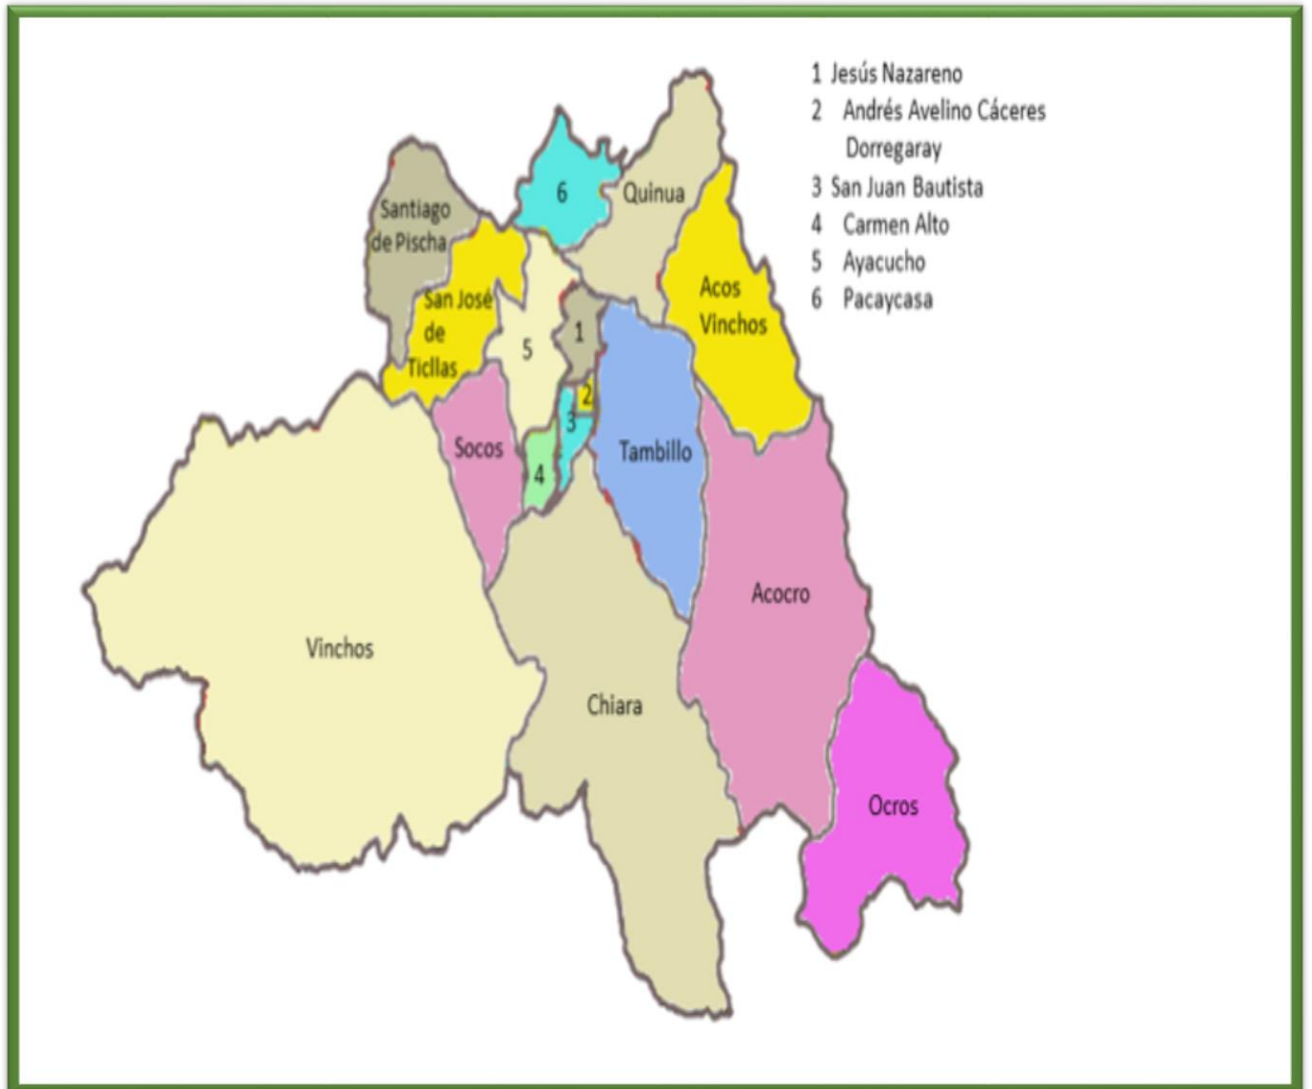 1 Jesús Nazareno
2 Andrés Avelino Cáceres
Dorregaray
3 San Juan Bautista
4 Carmen Alto
5 Ayacucho
6 Pacaycasa
6
Quinua
Santiago
de Pischa
Acos
Vinchos
San José
de
Ticllas
5
1
2
3
4
Socos
Tambillo
Acocro
Vinchos
Chiara
Ocros